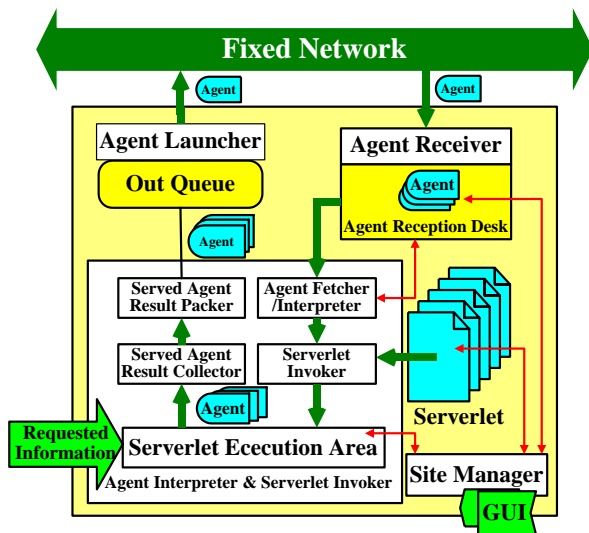 Fixed Network
Agent
Agent
Agent Launcher
Agent Receiver
Out Queue
Agent
Agent Reception Desk
Agent
Served Agent
Result Packer
Agent Fetcher
/Interpreter
Served Agent
Result Collector
Serverlet
Invoker
Agent
Serverlet
Requested
Information
Serverlet Ececution Area
Agent Interpreter & Serverlet Invoker
Site Manager
GUI